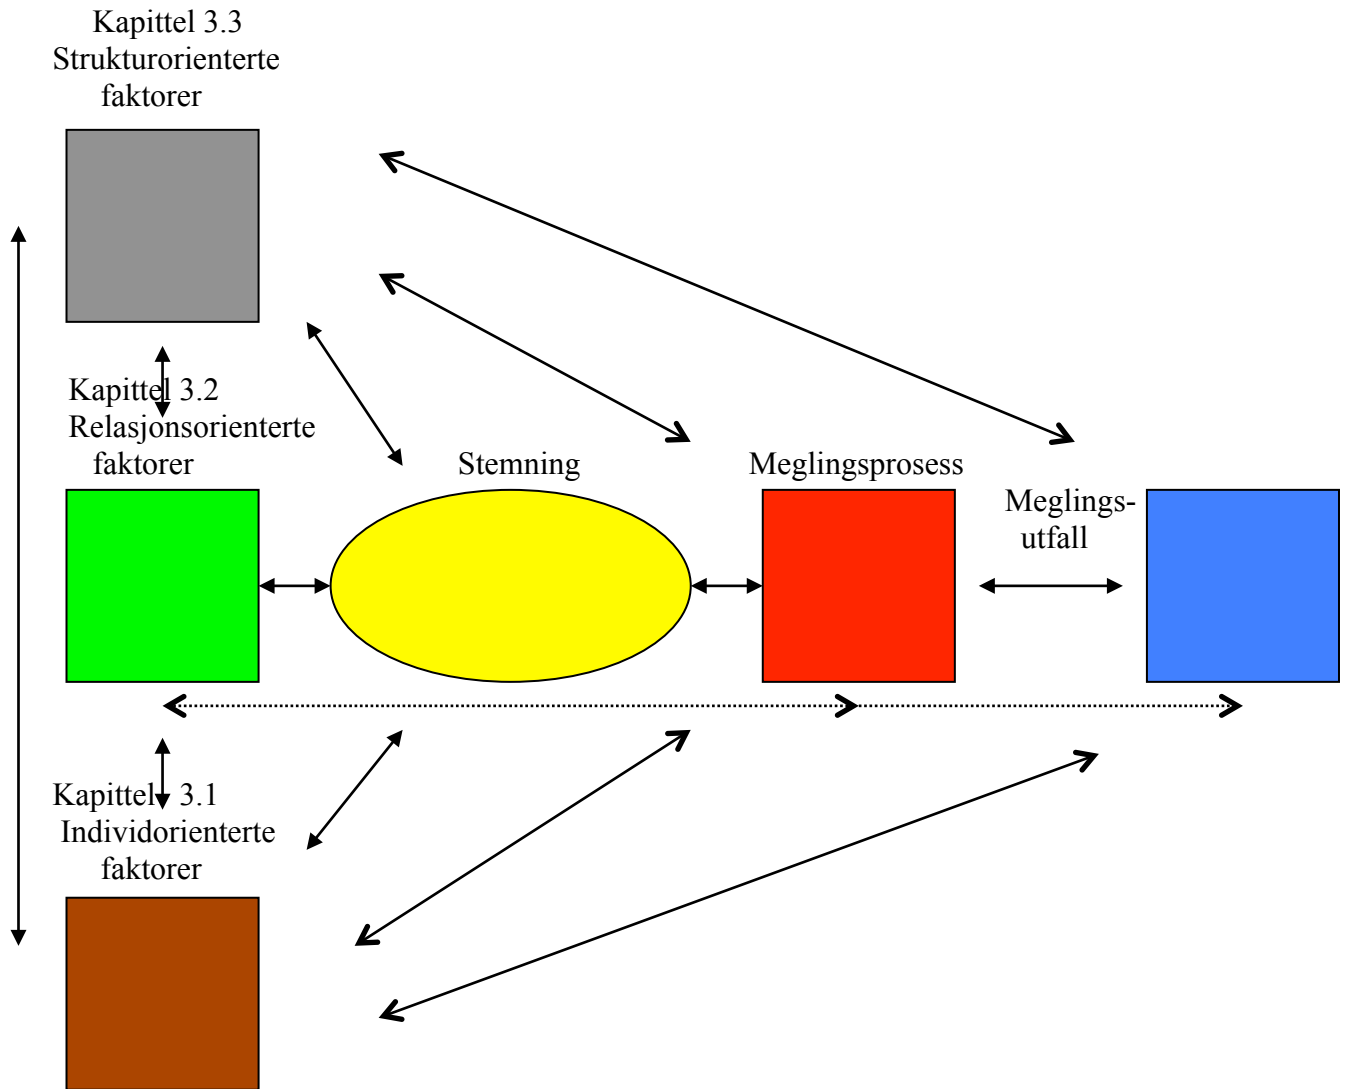 Kapittel 3.3
Strukturorienterte
faktorer
Kapittel 3.2
Relasjonsorienterte
faktorer
Stemning
Meglingsprosess
Meglings-
utfall
Kapittel 3.1
Individorienterte
faktorer